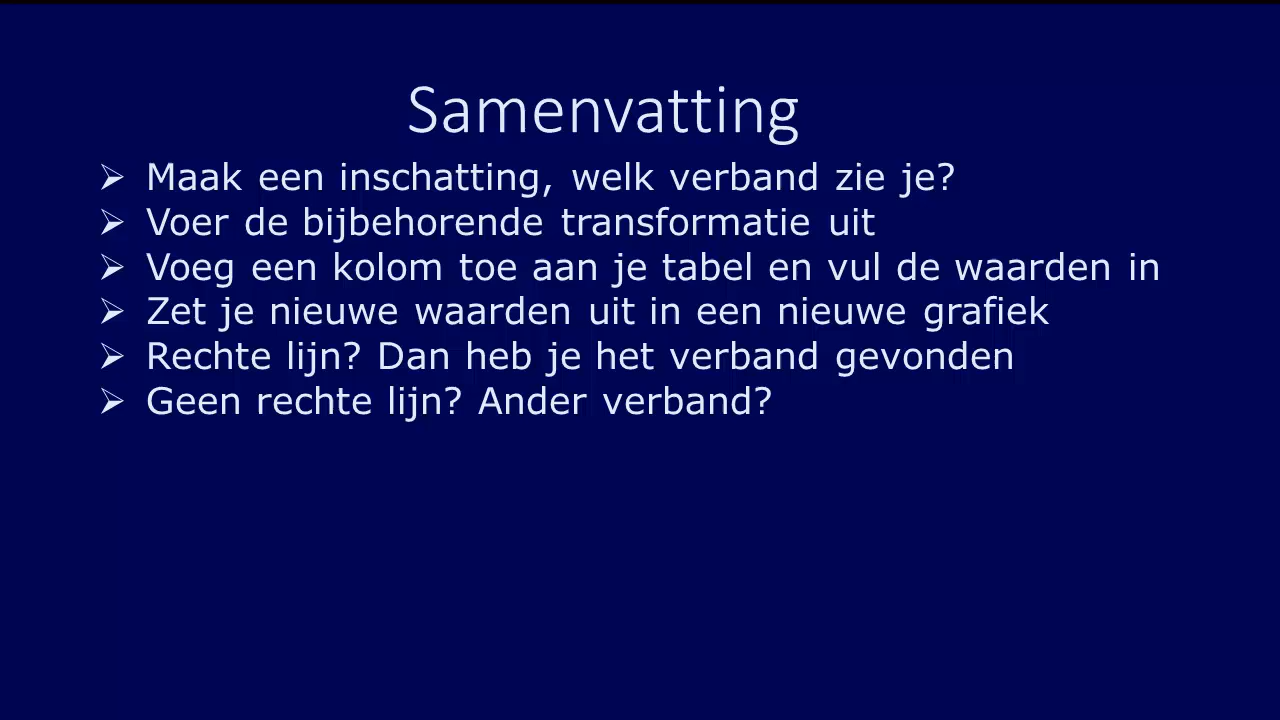 Samenvatting
➢ Maak een inschatting, welk verband zie je?
➢ Voer de bijbehorende transformatie uit
➢ Voeg een kolom toe aan je tabel en vul de waarden in
➢ Zet je nieuwe waarden uit in een nieuwe grafiek
➢ Rechte lijn? Dan heb je het verband gevonden
➢ Geen rechte lijn? Ander verband?